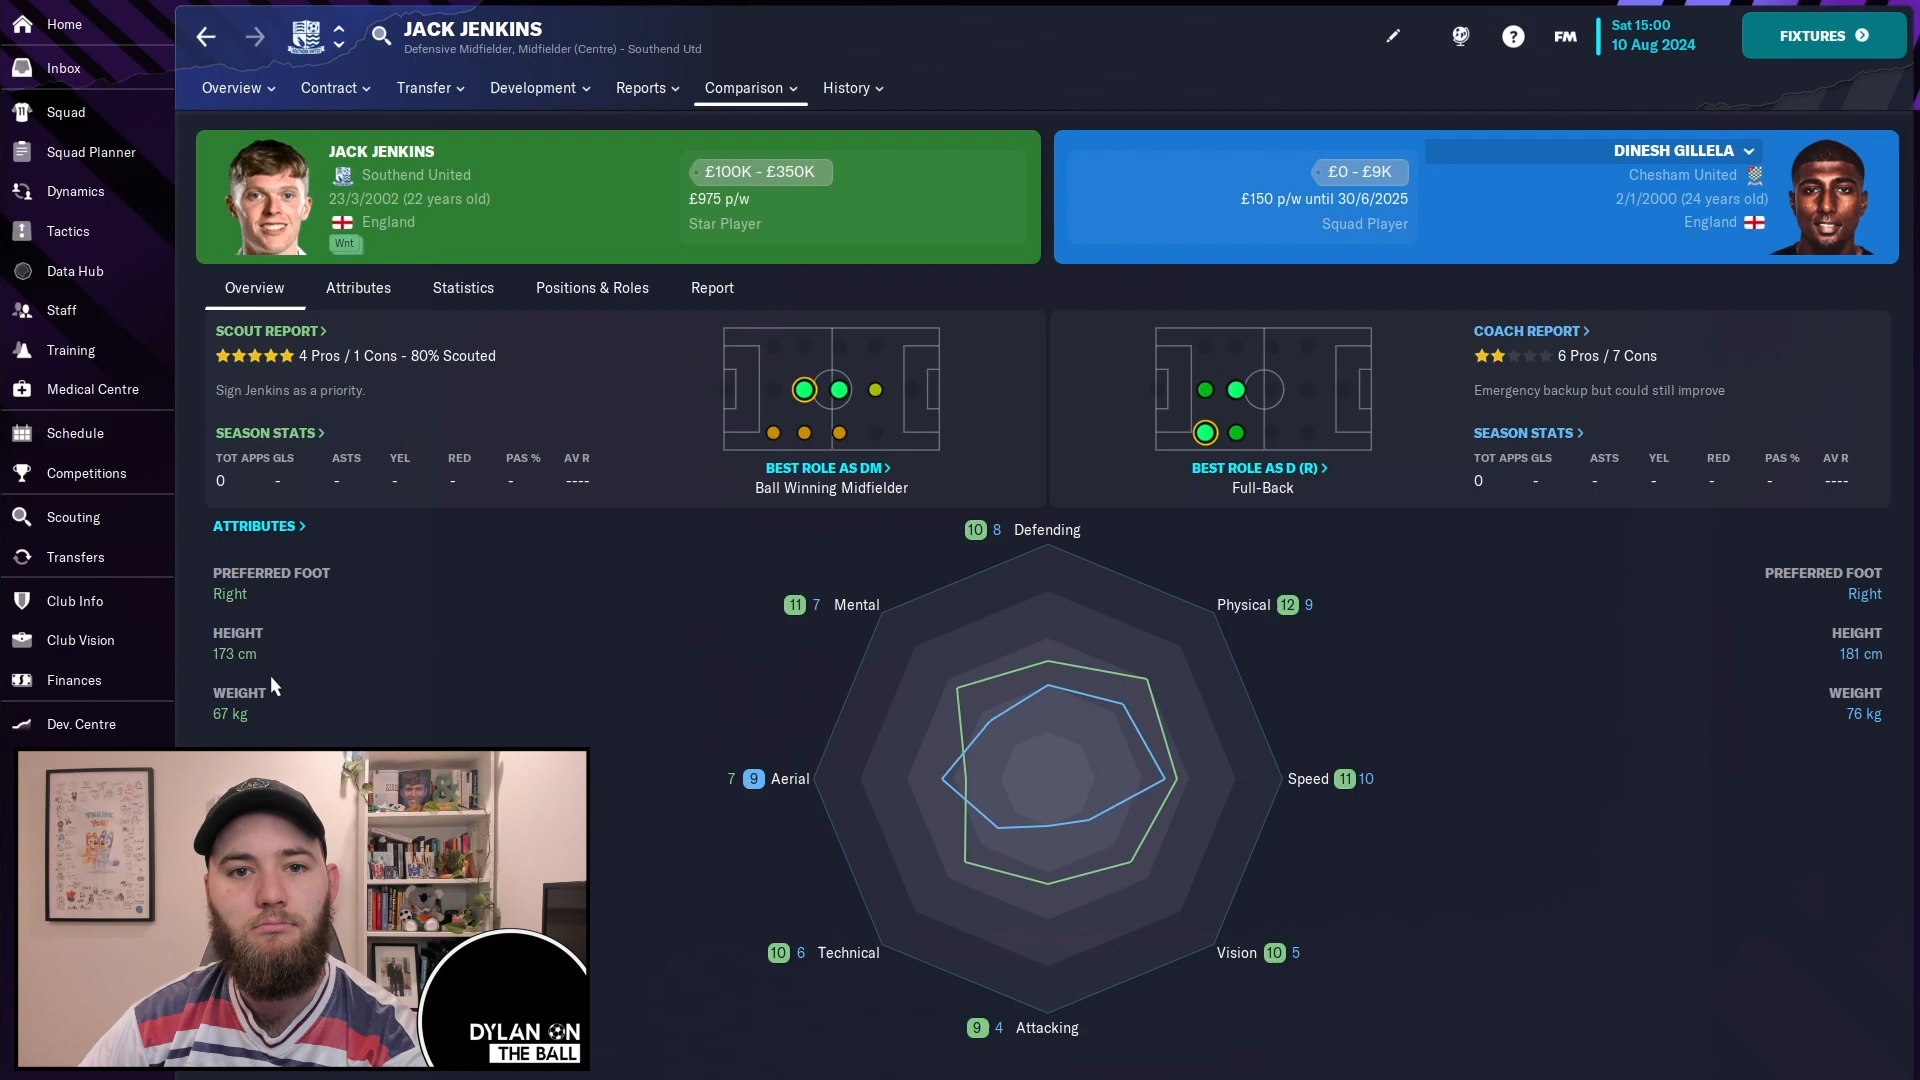 Home
Inbox
Squad
Squad Planner
Dynamics
Tactics
Data Hub
Staff
Training
Medical Centre
Schedule
Competitions
Scouting
Transfers
Club Info
Club Vision
Finances
Dev. Centre
JACK JENKINS
Defensive Midfielder, Midfielder (Centre) - Southend Utd
FM
Sat 15:00
10 Aug 2024
FIXTURES
Overview Contract Transfer Development Reports Comparison History
JACK JENKINS
Southend United
23/3/2002 (22 years old)
England
Wnt
£100K - £350K
£975 p/w
Star Player
£0 - £9K
£150 p/w until 30/6/2025
Squad Player
DINESH GILLELA
Chesham United
2/1/2000 (24 years old)
England
Overview Attributes Statistics Positions & Roles Report
SCOUT REPORT
4 Pros / 1 Cons - 80% Scouted
Sign Jenkins as a priority.
SEASON STATS
TOT APPS GLS ASTS YEL RED PAS % AV R
0 - - - - - ----
BEST ROLE AS DM
Ball Winning Midfielder
BEST ROLE AS D (R)
Full-Back
COACH REPORT
6 Pros / 7 Cons
Emergency backup but could still improve
SEASON STATS
TOT APPS GLS ASTS YEL RED PAS % AV R
0 - - - - - ----
ATTRIBUTES
PREFERRED FOOT
Right
HEIGHT
173 cm
WEIGHT
67 kg
10 8 Defending
11 7 Mental
Physical 12 9
7 9 Aerial
Speed 11 10
10 6 Technical
Vision 10 5
9 4 Attacking
PREFERRED FOOT
Right
HEIGHT
181 cm
WEIGHT
76 kg
DYLAN ON
THE BALL